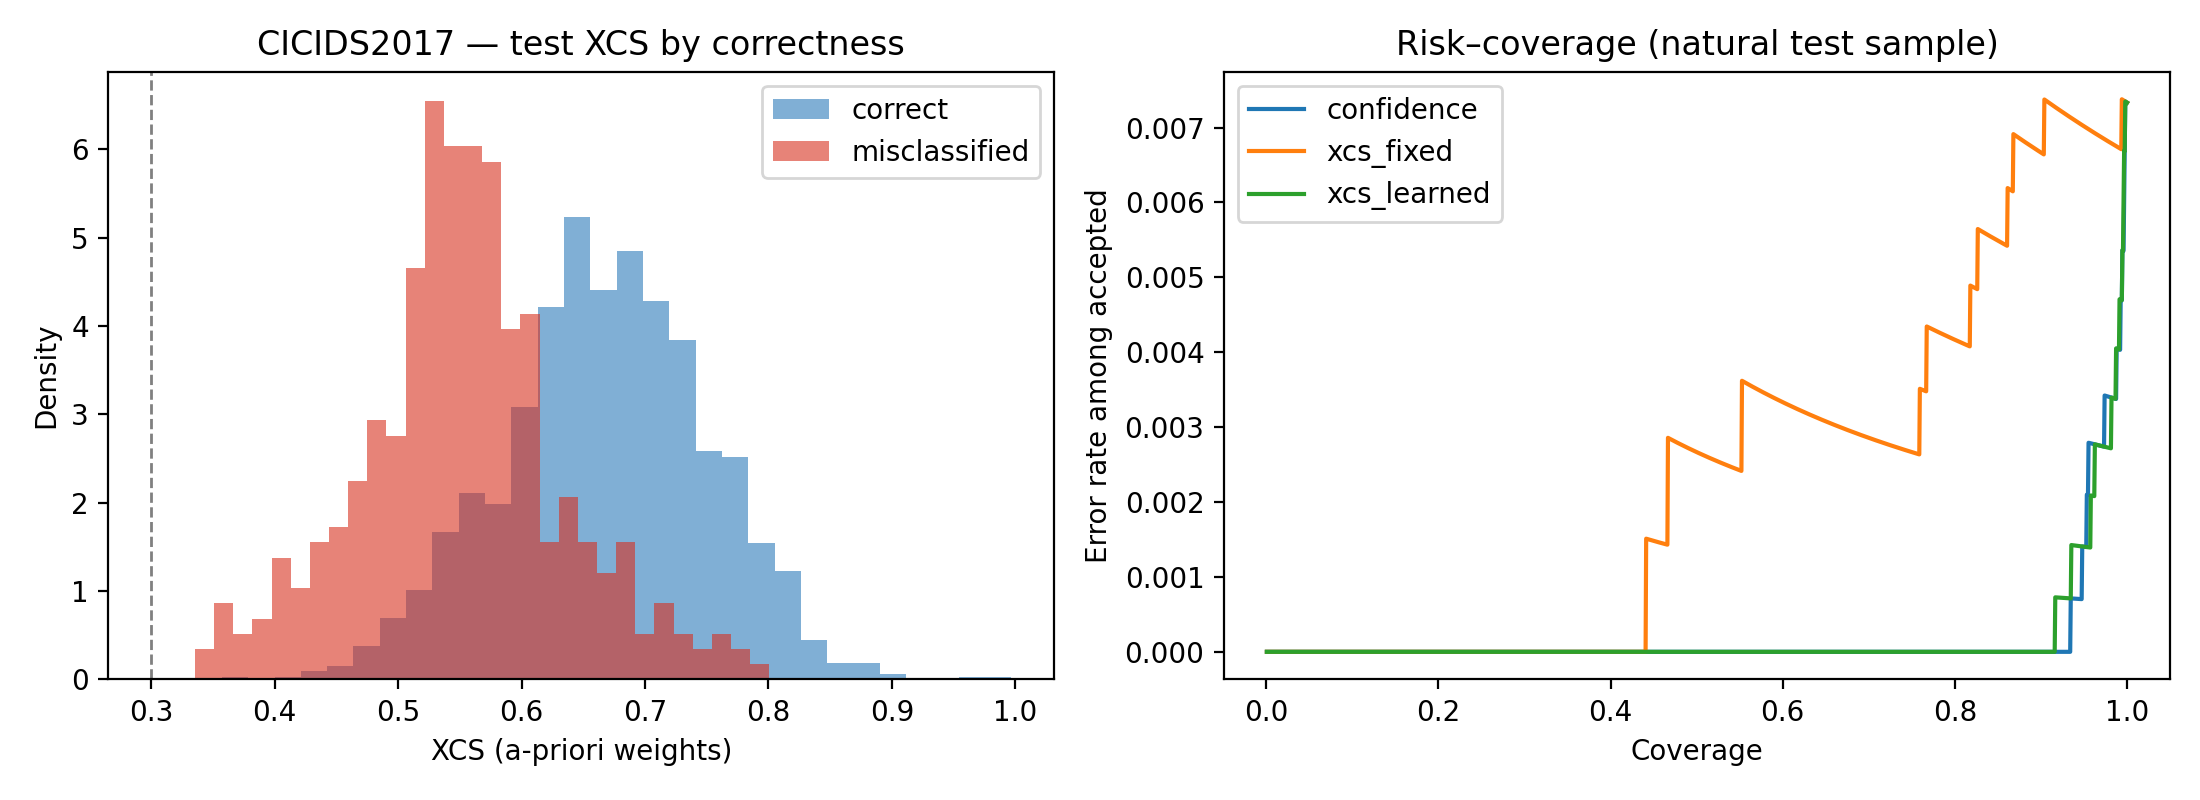 CICIDS2017 — test XCS by correctness
correct
misclassified
Density
6
5
4
3
2
1
0
0.3 0.4 0.5 0.6 0.7 0.8 0.9 1.0
XCS (a-priori weights)
Risk–coverage (natural test sample)
confidence
xcs_fixed
xcs_learned
Error rate among accepted
0.007
0.006
0.005
0.004
0.003
0.002
0.001
0.000
0.0 0.2 0.4 0.6 0.8 1.0
Coverage